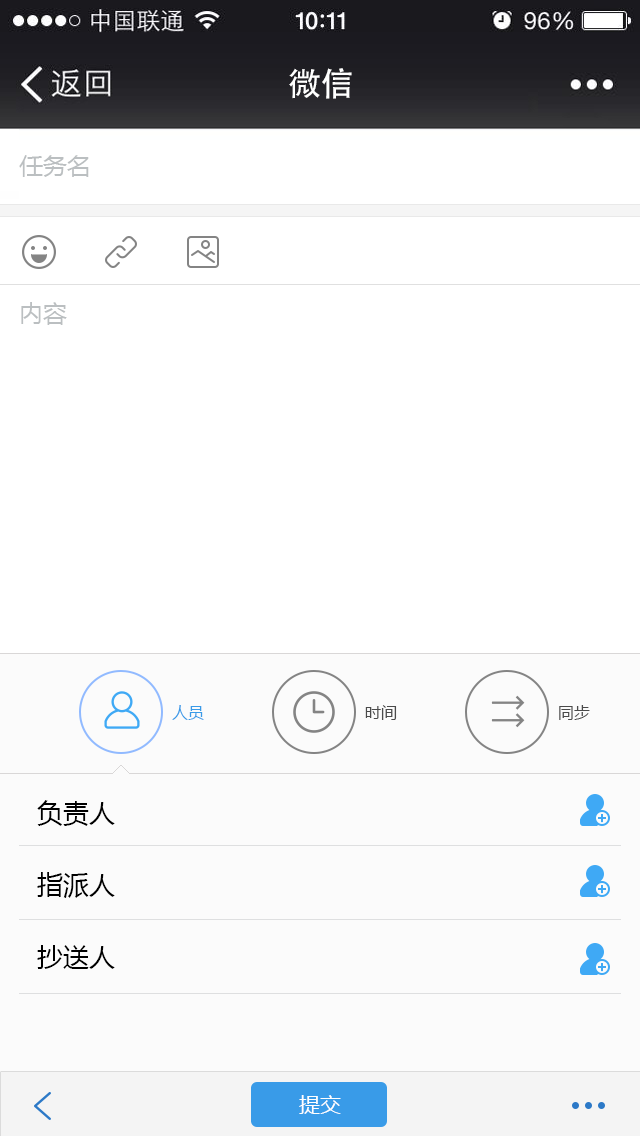 中国联通 10:11 96%
返回 微信
任务名
内容
人员 时间 同步
负责人
指派人
抄送人
提交